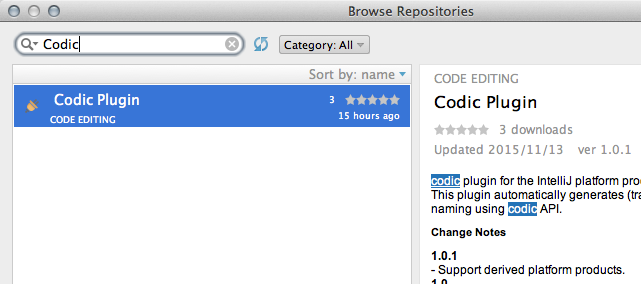 Browse Repositories
Codic
Category: All
Sort by: name
Codic Plugin
3
CODE EDITING
15 hours ago
CODE EDITING
Codic Plugin
3 downloads
Updated 2015/11/13 ver 1.0.1
codic plugin for the IntelliJ platform pro
This plugin automatically generates (tra
naming using codic API.
Change Notes
1.0.1
- Support derived platform products.
1.0